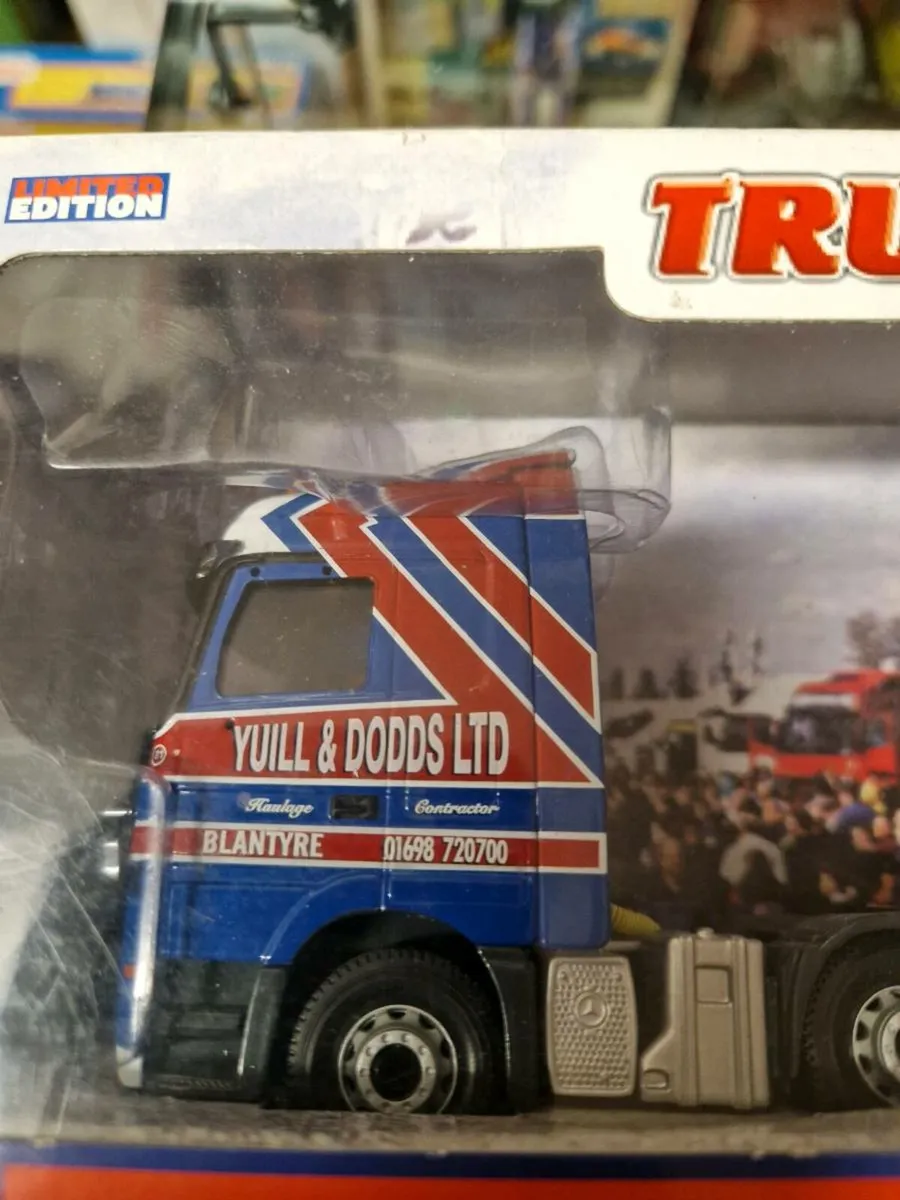 LIMITED
EDITION
TRU
YUILL & DODDS LTD
Haulage Contractor
BLANTYRE 01698 720700